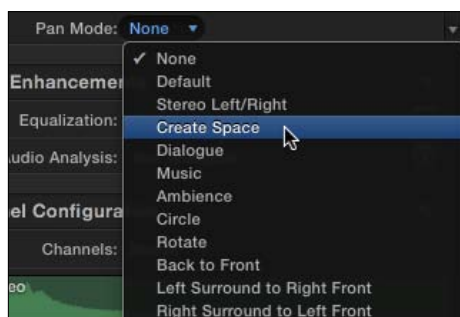 Pan Mode: None
✓ None
Default
Enhancemen
Stereo Left/Right
Equalization:
Create Space
udio Analysis:
Dialogue
Music
Ambience
el Configura
Circle
Rotate
Channels:
Back to Front
Left Surround to Right Front
eo
Right Surround to Left Front